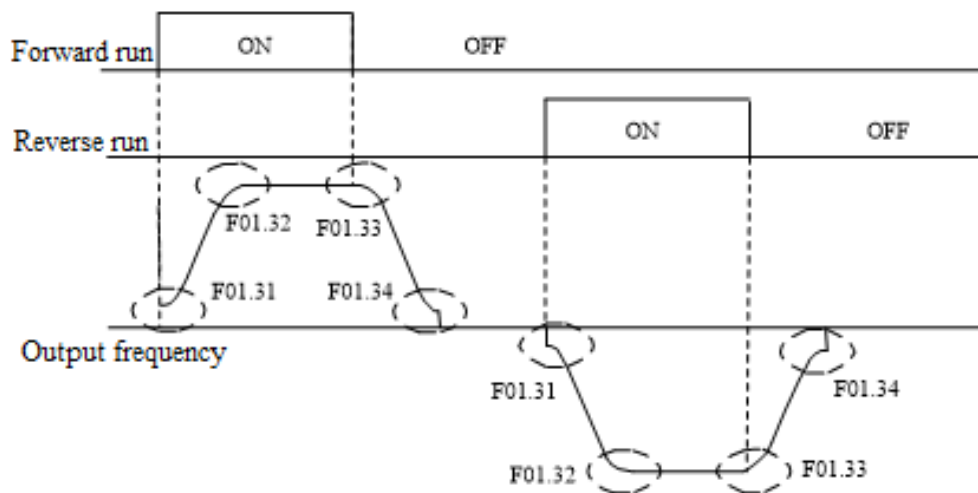 Forward run
ON
OFF
Reverse run
ON
OFF
F01.32
F01.33
F01.31
F01.34
Output frequency
F01.31
F01.34
F01.32
F01.33